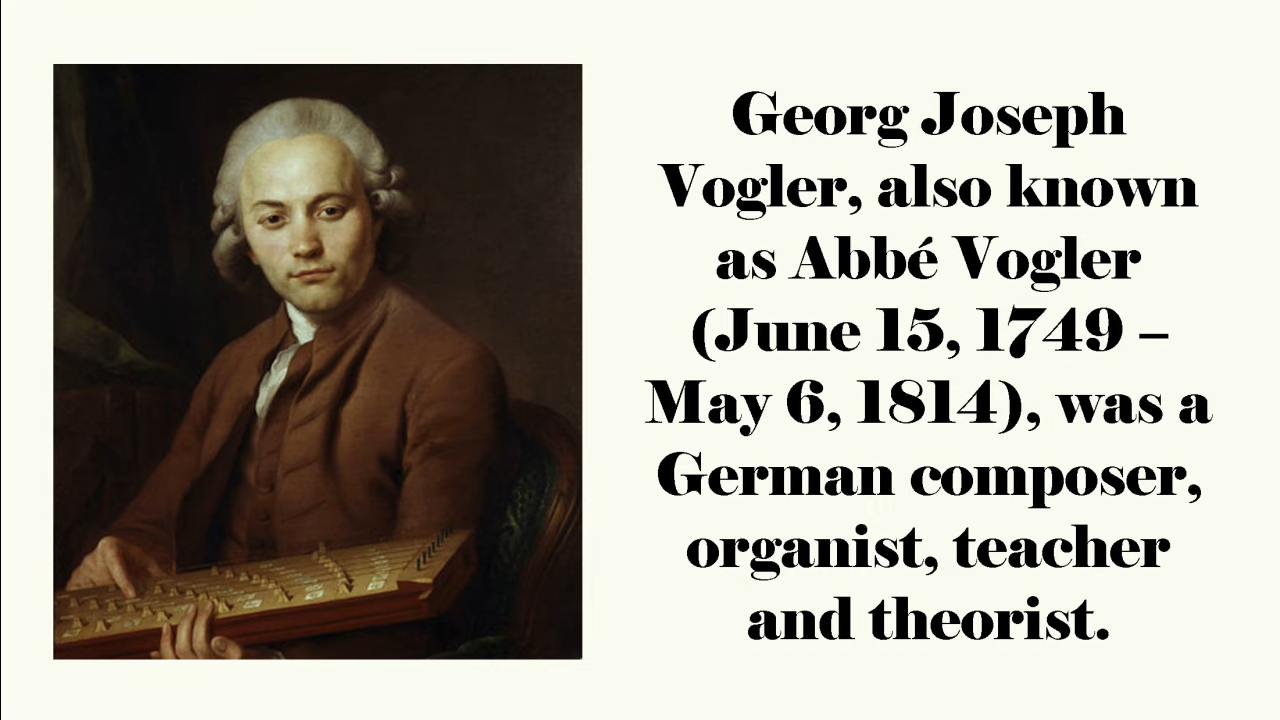 Georg Joseph
Vogler, also known
as Abbé Vogler
(June 15, 1749 –
May 6, 1814), was a
German composer,
organist, teacher
and theorist.